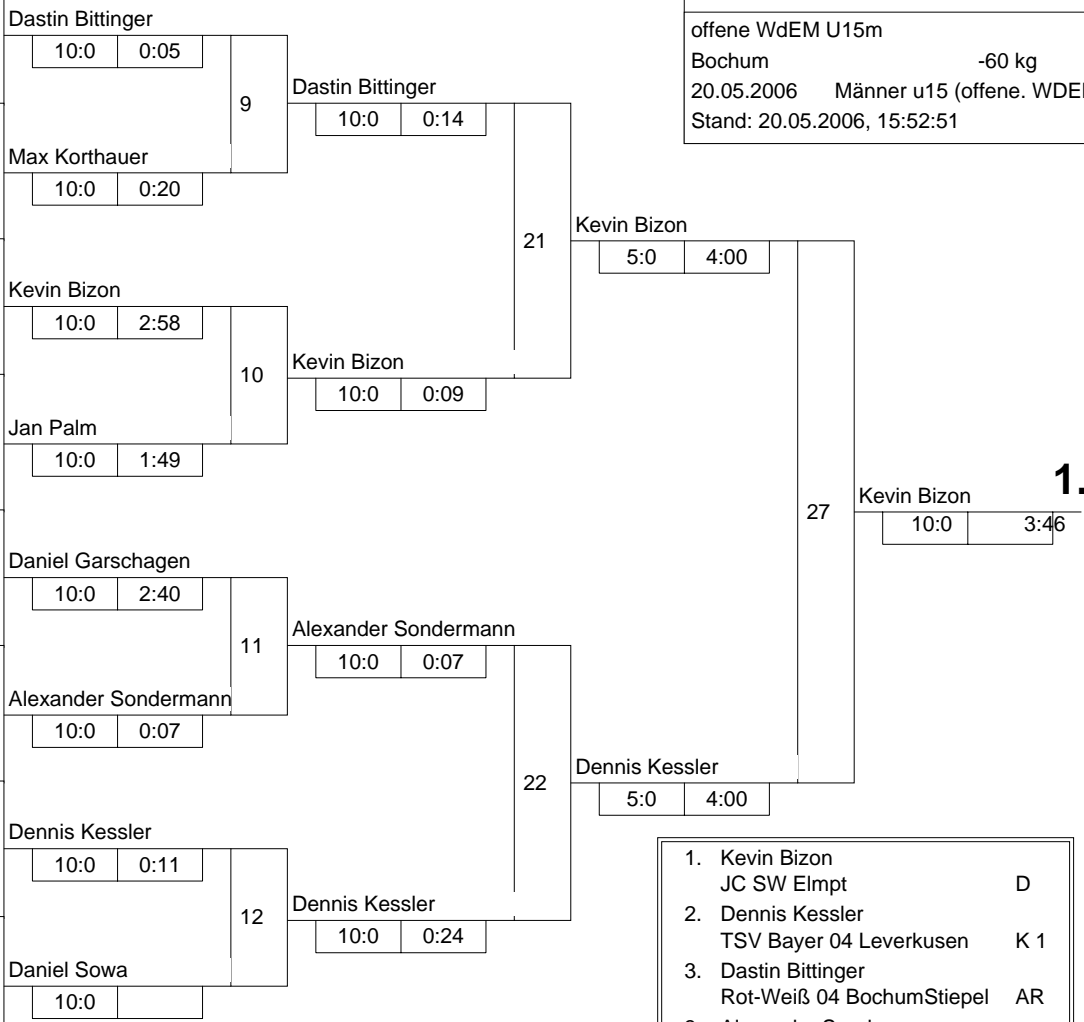 offene WdEM U15m
Bochum -60 kg
20.05.2006 Männer u15 (offene. WDE
Stand: 20.05.2006, 15:52:51
Dastin Bittinger
10:0 0:05
9
Dastin Bittinger
10:0 0:14
Max Korthauer
10:0 0:20
21
Kevin Bizon
5:0 4:00
Kevin Bizon
10:0 2:58
10
Kevin Bizon
10:0 0:09
Jan Palm
10:0 1:49
27
Kevin Bizon 1.
10:0 3:46
Daniel Garschagen
10:0 2:40
11
Alexander Sondermann
10:0 0:07
Alexander Sondermann
10:0 0:07
22
Dennis Kessler
5:0 4:00
Dennis Kessler
10:0 0:11
12
Dennis Kessler
10:0 0:24
Daniel Sowa
10:0
1. Kevin Bizon
JC SW Elmpt D
2. Dennis Kessler
TSV Bayer 04 Leverkusen K 1
3. Dastin Bittinger
Rot-Weiß 04 BochumStiepel AR